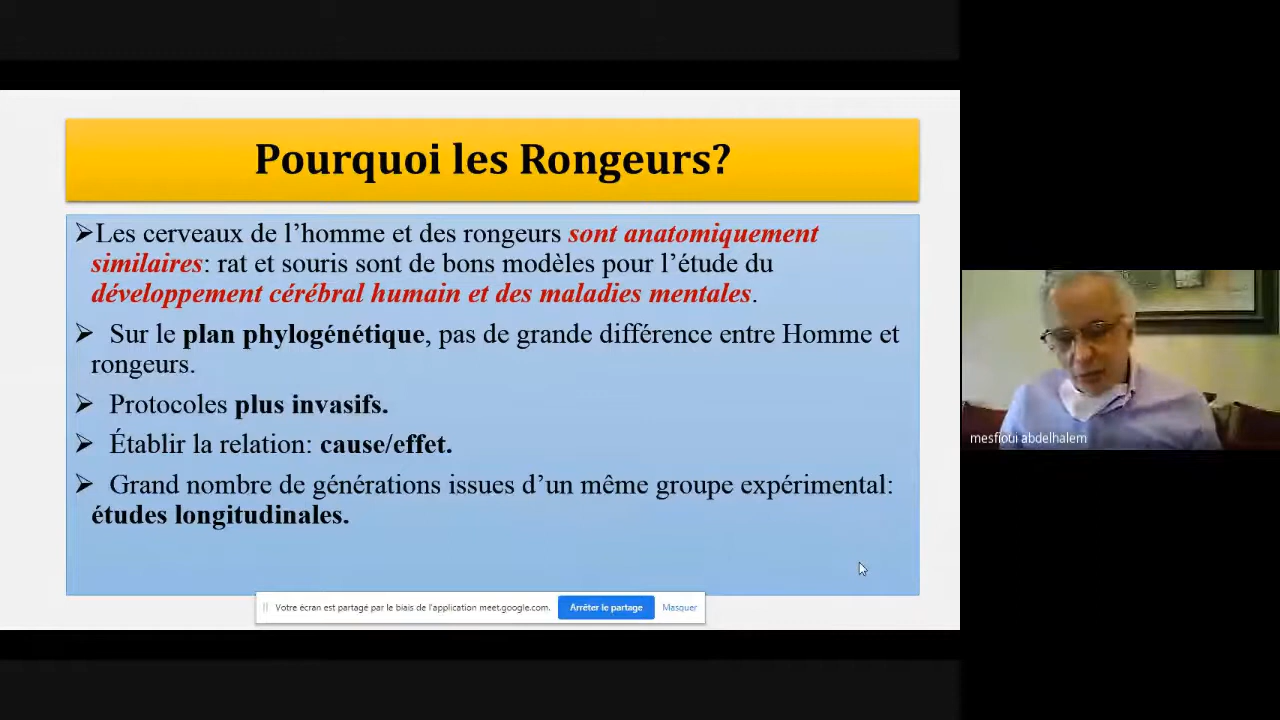 Pourquoi les Rongeurs?
➢Les cerveaux de l’homme et des rongeurs sont anatomiquement
similaires: rat et souris sont de bons modèles pour l’étude du
développement cérébral humain et des maladies mentales.
➢ Sur le plan phylogénétique, pas de grande différence entre Homme et
rongeurs.
➢ Protocoles plus invasifs.
➢ Établir la relation: cause/effet.
➢ Grand nombre de générations issues d’un même groupe expérimental:
études longitudinales.
Votre écran est partagé par le biais de l'application meet.google.com.
Arrêter le partage
Masquer
mesfioui abdelhalem